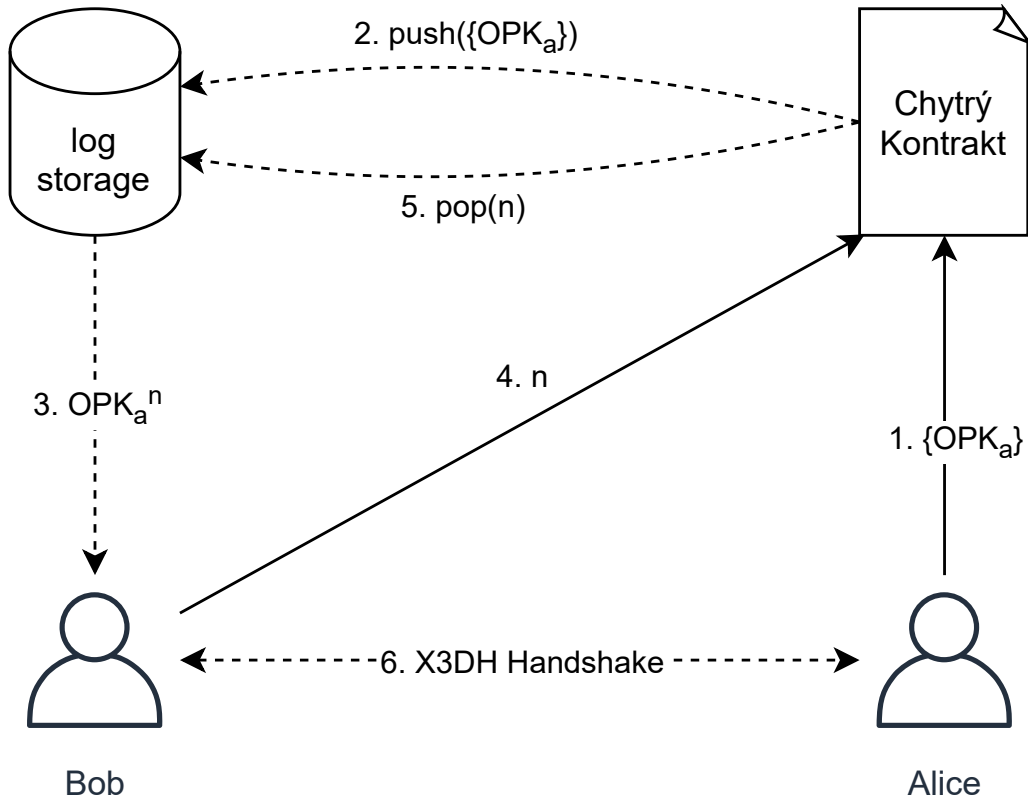 2. push({OPKₐ})
log
storage
Chytrý
Kontrakt
5. pop(n)
4. n
3. OPKₐⁿ
1. {OPKₐ}
6. X3DH Handshake
Bob
Alice